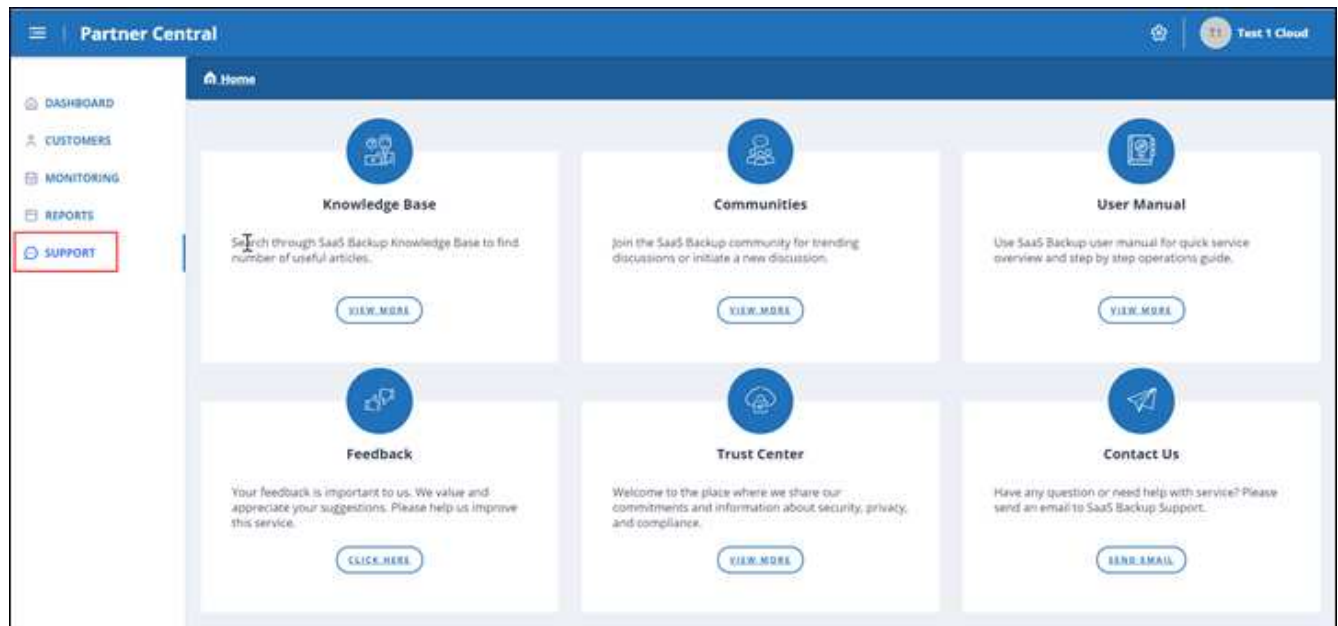 Partner Central
T1 Test 1 Cloud
Home
DASHBOARD
CUSTOMERS
MONITORING
REPORTS
SUPPORT
Knowledge Base
Search through SaaS Backup Knowledge Base to find
number of useful articles.
VIEW MORE
Communities
Join the SaaS Backup community for trending
discussions or initiate a new discussion.
VIEW MORE
User Manual
Use SaaS Backup user manual for quick service
overview and step by step operations guide.
VIEW MORE
Feedback
Your feedback is important to us. We value and
appreciate your suggestions. Please help us improve
this service.
CLICK HERE
Trust Center
Welcome to the place where we share our
commitments and information about security, privacy,
and compliance.
VIEW MORE
Contact Us
Have any question or need help with service? Please
send an email to SaaS Backup Support.
SEND EMAIL